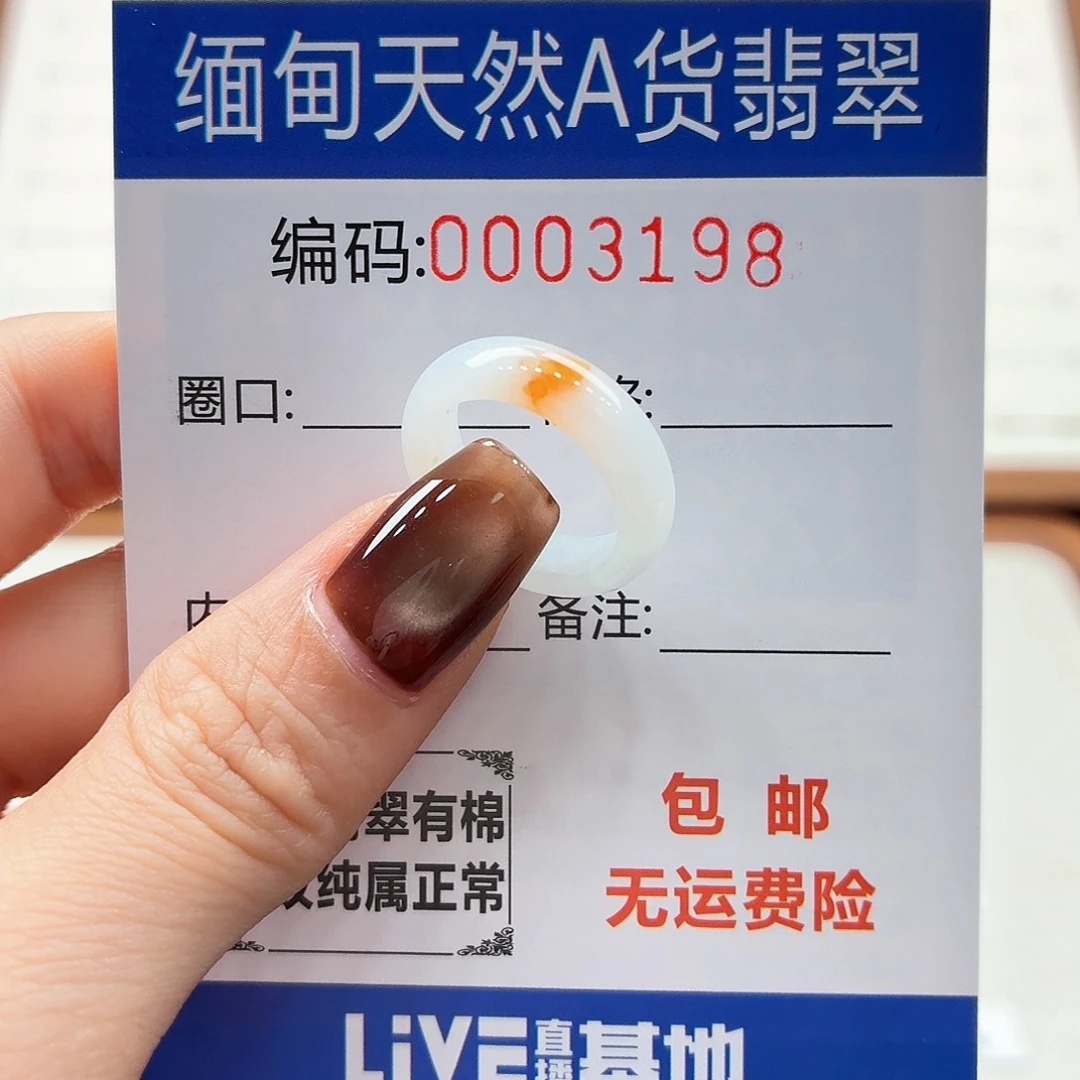 缅甸天然A货翡翠
编码:0003198
圈口:
备注:
翠有棉
纯属正常
包邮
无运费险
LiVE直播基地